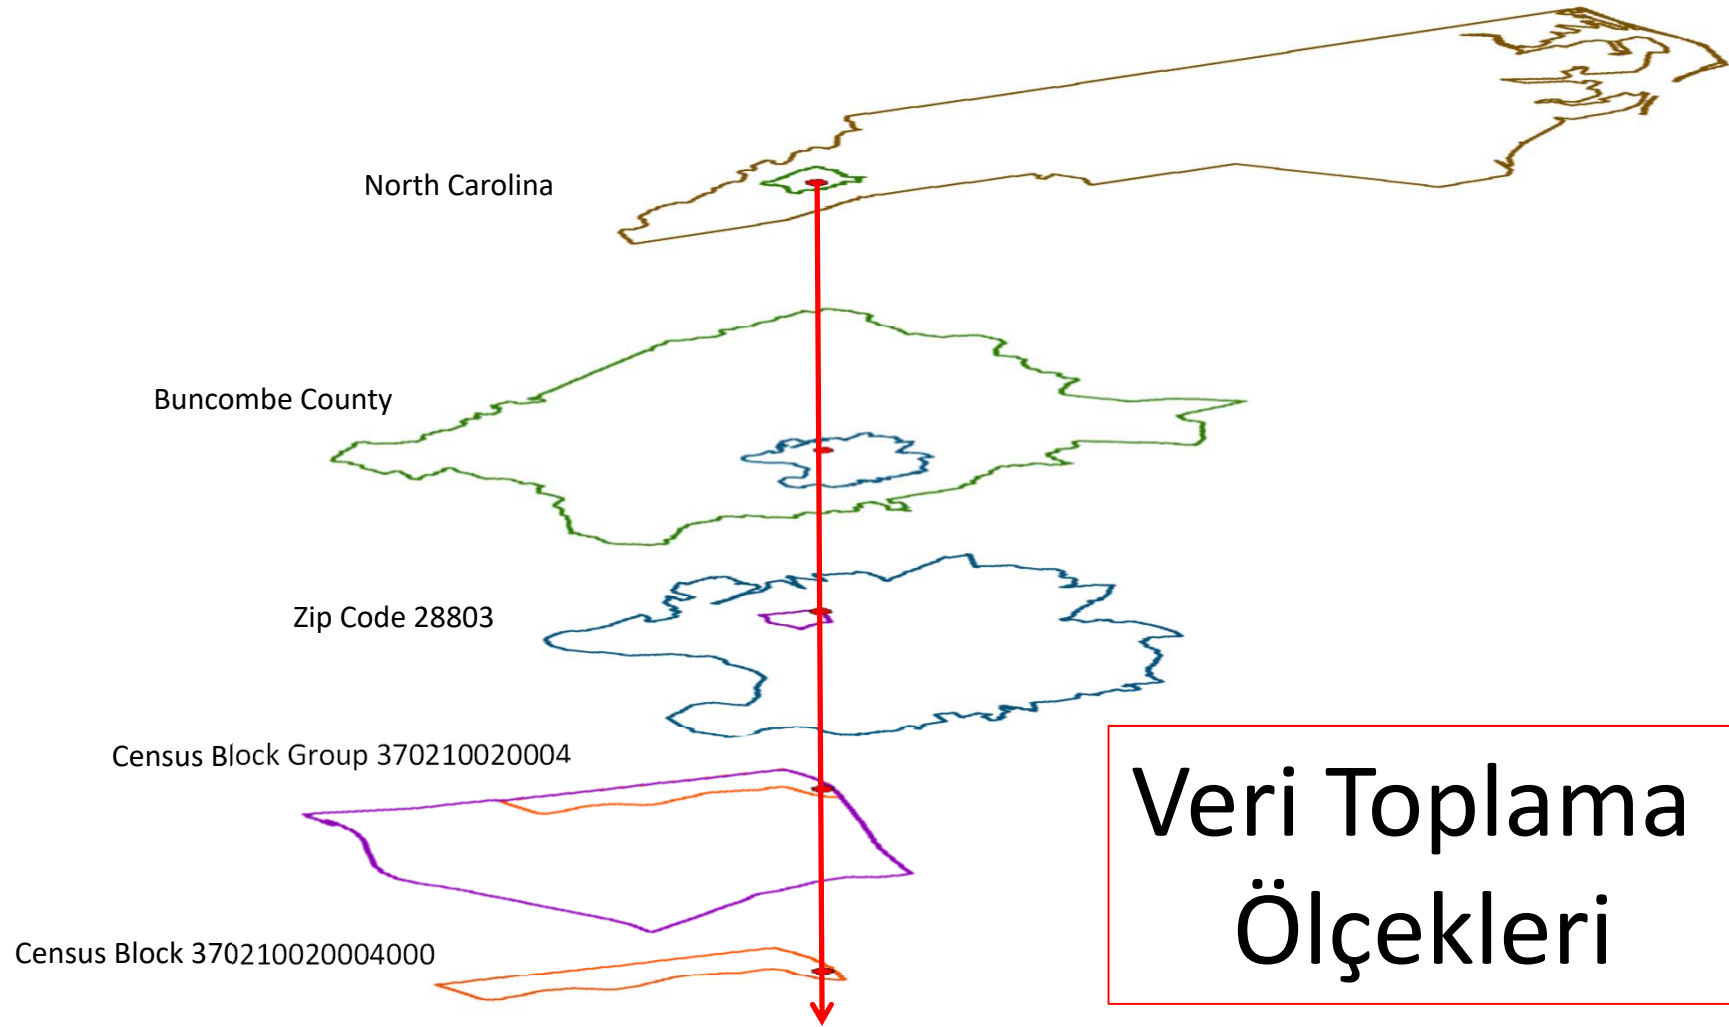 North Carolina
Buncombe County
Zip Code 28803
Census Block Group 370210020004
Census Block 370210020004000
Veri Toplama
Ölçekleri